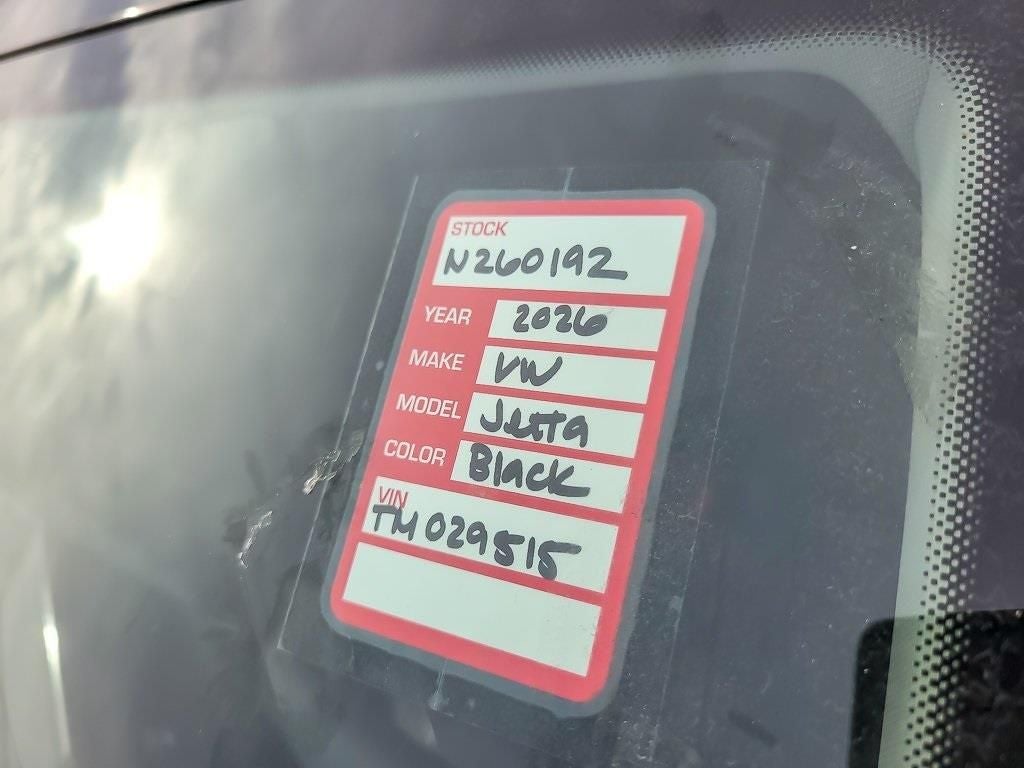 STOCK
N260192
YEAR 2026
MAKE VW
MODEL Jetta
COLOR Black
VIN
TM029515